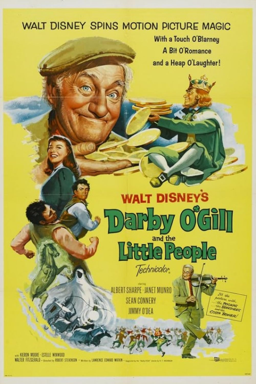 WALT DISNEY SPINS MOTION PICTURE MAGIC
With a Touch O'Blarney
A Bit O'Romance
and a Heap O'Laughter!
WALT DISNEY'S
Darby O'Gill
and the
Little People
Technicolor
ALBERT SHARPE • JANET MUNRO
SEAN CONNERY
JIMMY O'DEA